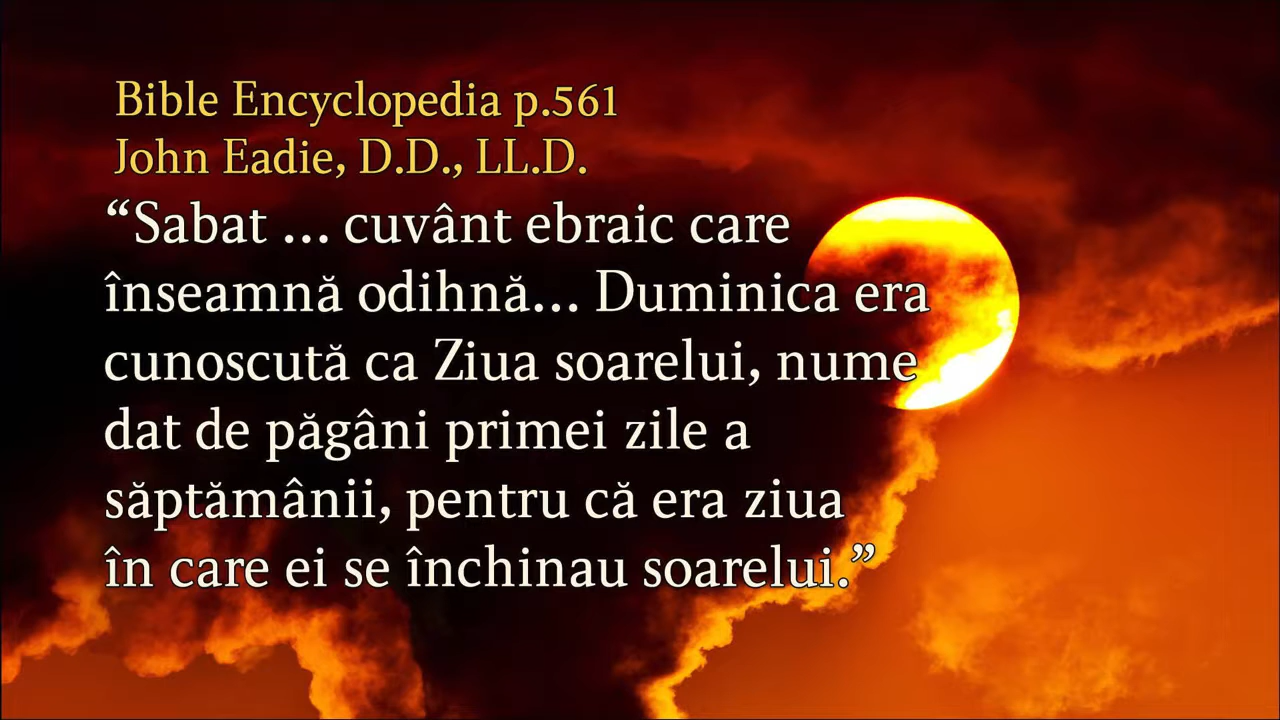 Bible Encyclopedia p.561
John Eadie, D.D., LL.D.
“Sabat ... cuvânt ebraic care
înseamnă odihnă... Duminica era
cunoscută ca Ziua soarelui, nume
dat de păgâni primei zile a
săptămânii, pentru că era ziua
în care ei se închinau soarelui.”